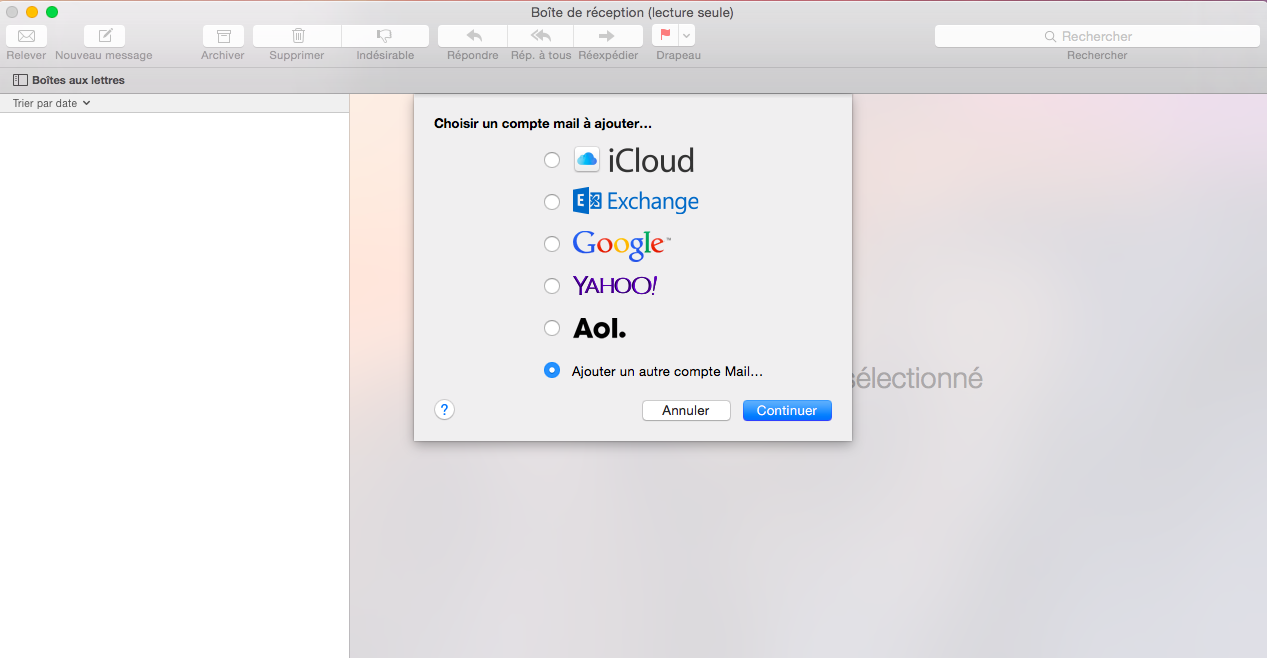 Boîte de réception (lecture seule)
Relever Nouveau message Archiver Supprimer Indésirable Répondre Rép. à tous Réexpédier Drapeau Rechercher
Rechercher
Boîtes aux lettres
Trier par date
Choisir un compte mail à ajouter...
iCloud
E Exchange
Google™
YAHOO!
Aol.
sélectionné
Ajouter un autre compte Mail...
? Annuler Continuer